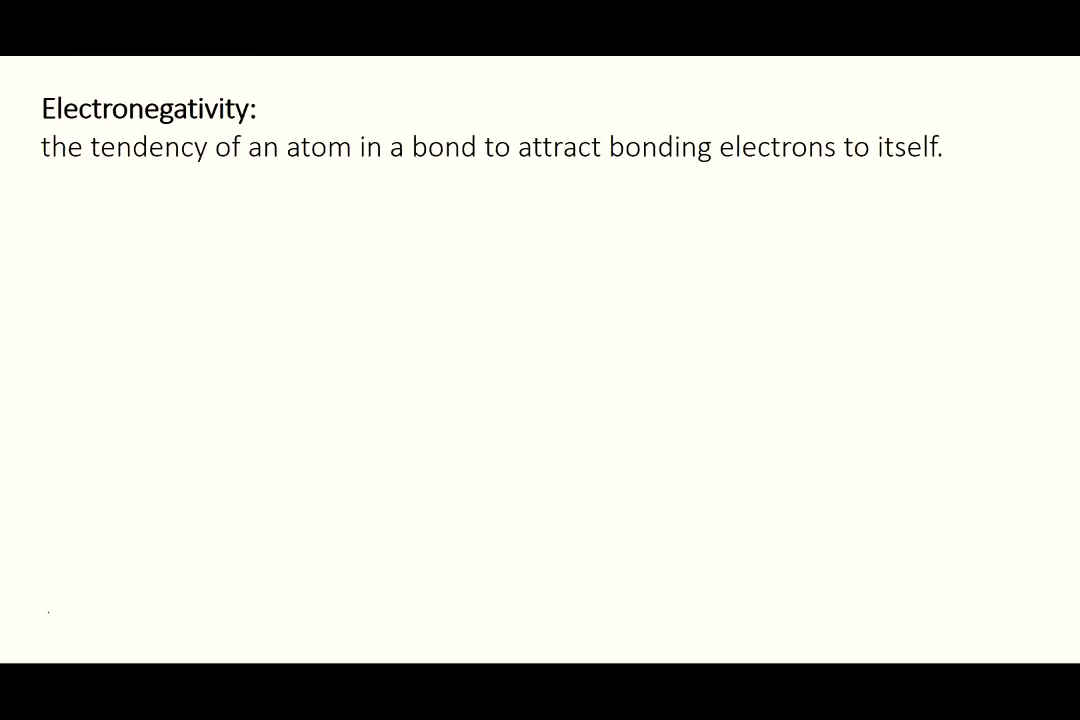 Electronegativity:
the tendency of an atom in a bond to attract bonding electrons to itself.